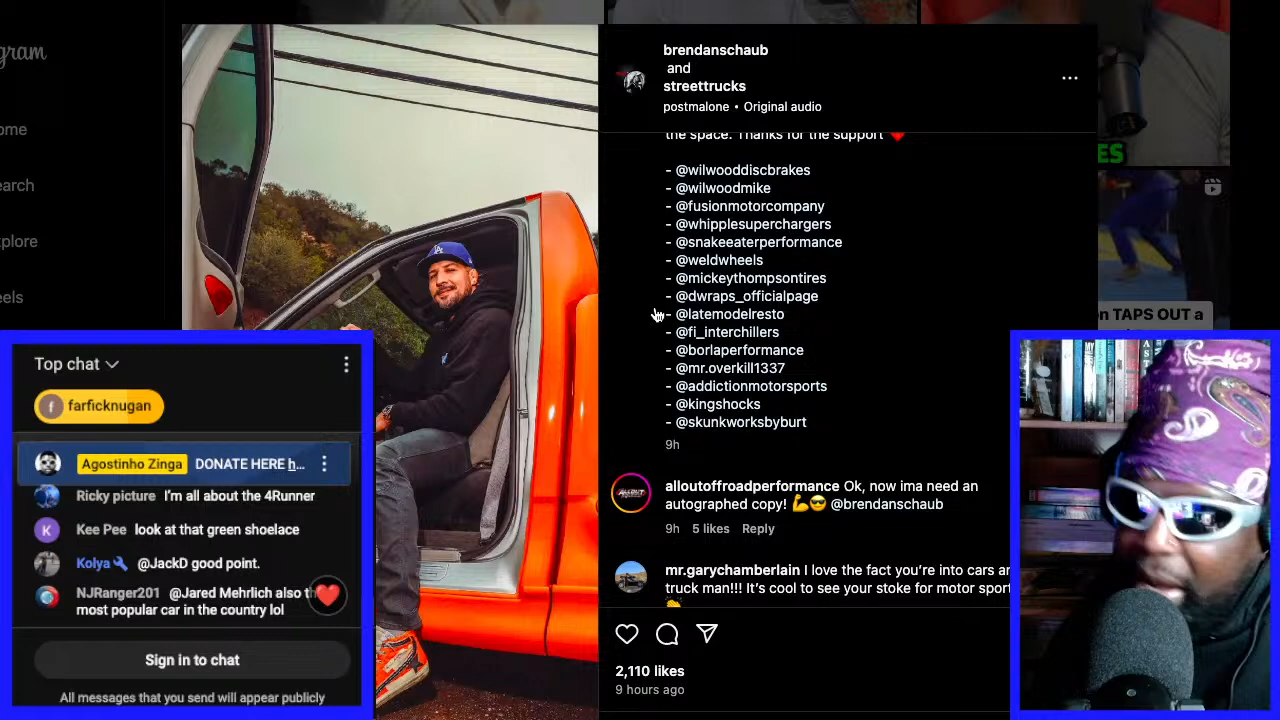 gram
ome
earch
xplore
eels
brendanschaub
and
streettrucks
postmalone • Original audio
the space. Thanks for the support ❤️
- @wilwooddiscbrakes
- @wilwoodmike
- @fusionmotorcompany
- @whipplesuperchargers
- @snakeeaterperformance
- @weldwheels
- @mickeythompsontires
- @dwraps_officialpage
- @latemodelresto
- @fi_interchillers
- @borlaperformance
- @mr.overkill1337
- @addictionmotorsports
- @kingshocks
- @skunkworksbyburt
9h
alloutoffroadperformance Ok, now ima need an
autographed copy! 💪😎 @brendanschaub
9h 5 likes Reply
mr.garychamberlain I love the fact you're into cars an
truck man!!! It's cool to see your stoke for motor sport
2,110 likes
9 hours ago
ES
n TAPS OUT a
Top chat
f farficknugan
Agostinho Zinga DONATE HERE h...
Ricky picture I'm all about the 4Runner
K Kee Pee look at that green shoelace
Kolya @JackD good point.
NJRanger201 @Jared Mehrlich also th
most popular car in the country lol
Sign in to chat
All messages that you send will appear publicly